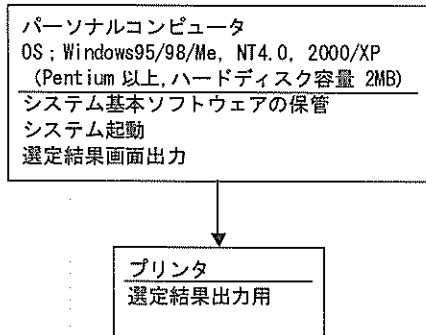 パーソナルコンピュータ
OS；Windows95/98/Me, NT4.0, 2000/XP
(Pentium 以上,ハードディスク容量 2MB)
システム基本ソフトウェアの保管
システム起動
選定結果画面出力
プリンタ
選定結果出力用